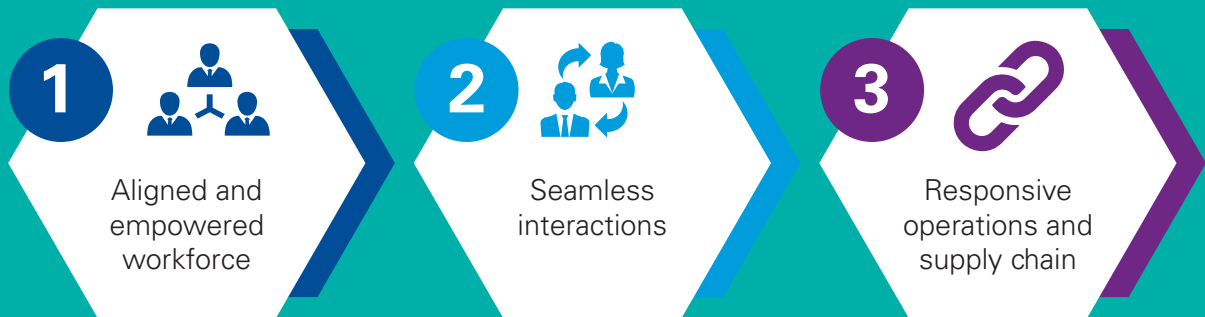 1
Aligned and
empowered
workforce
2
Seamless
interactions
3
Responsive
operations and
supply chain